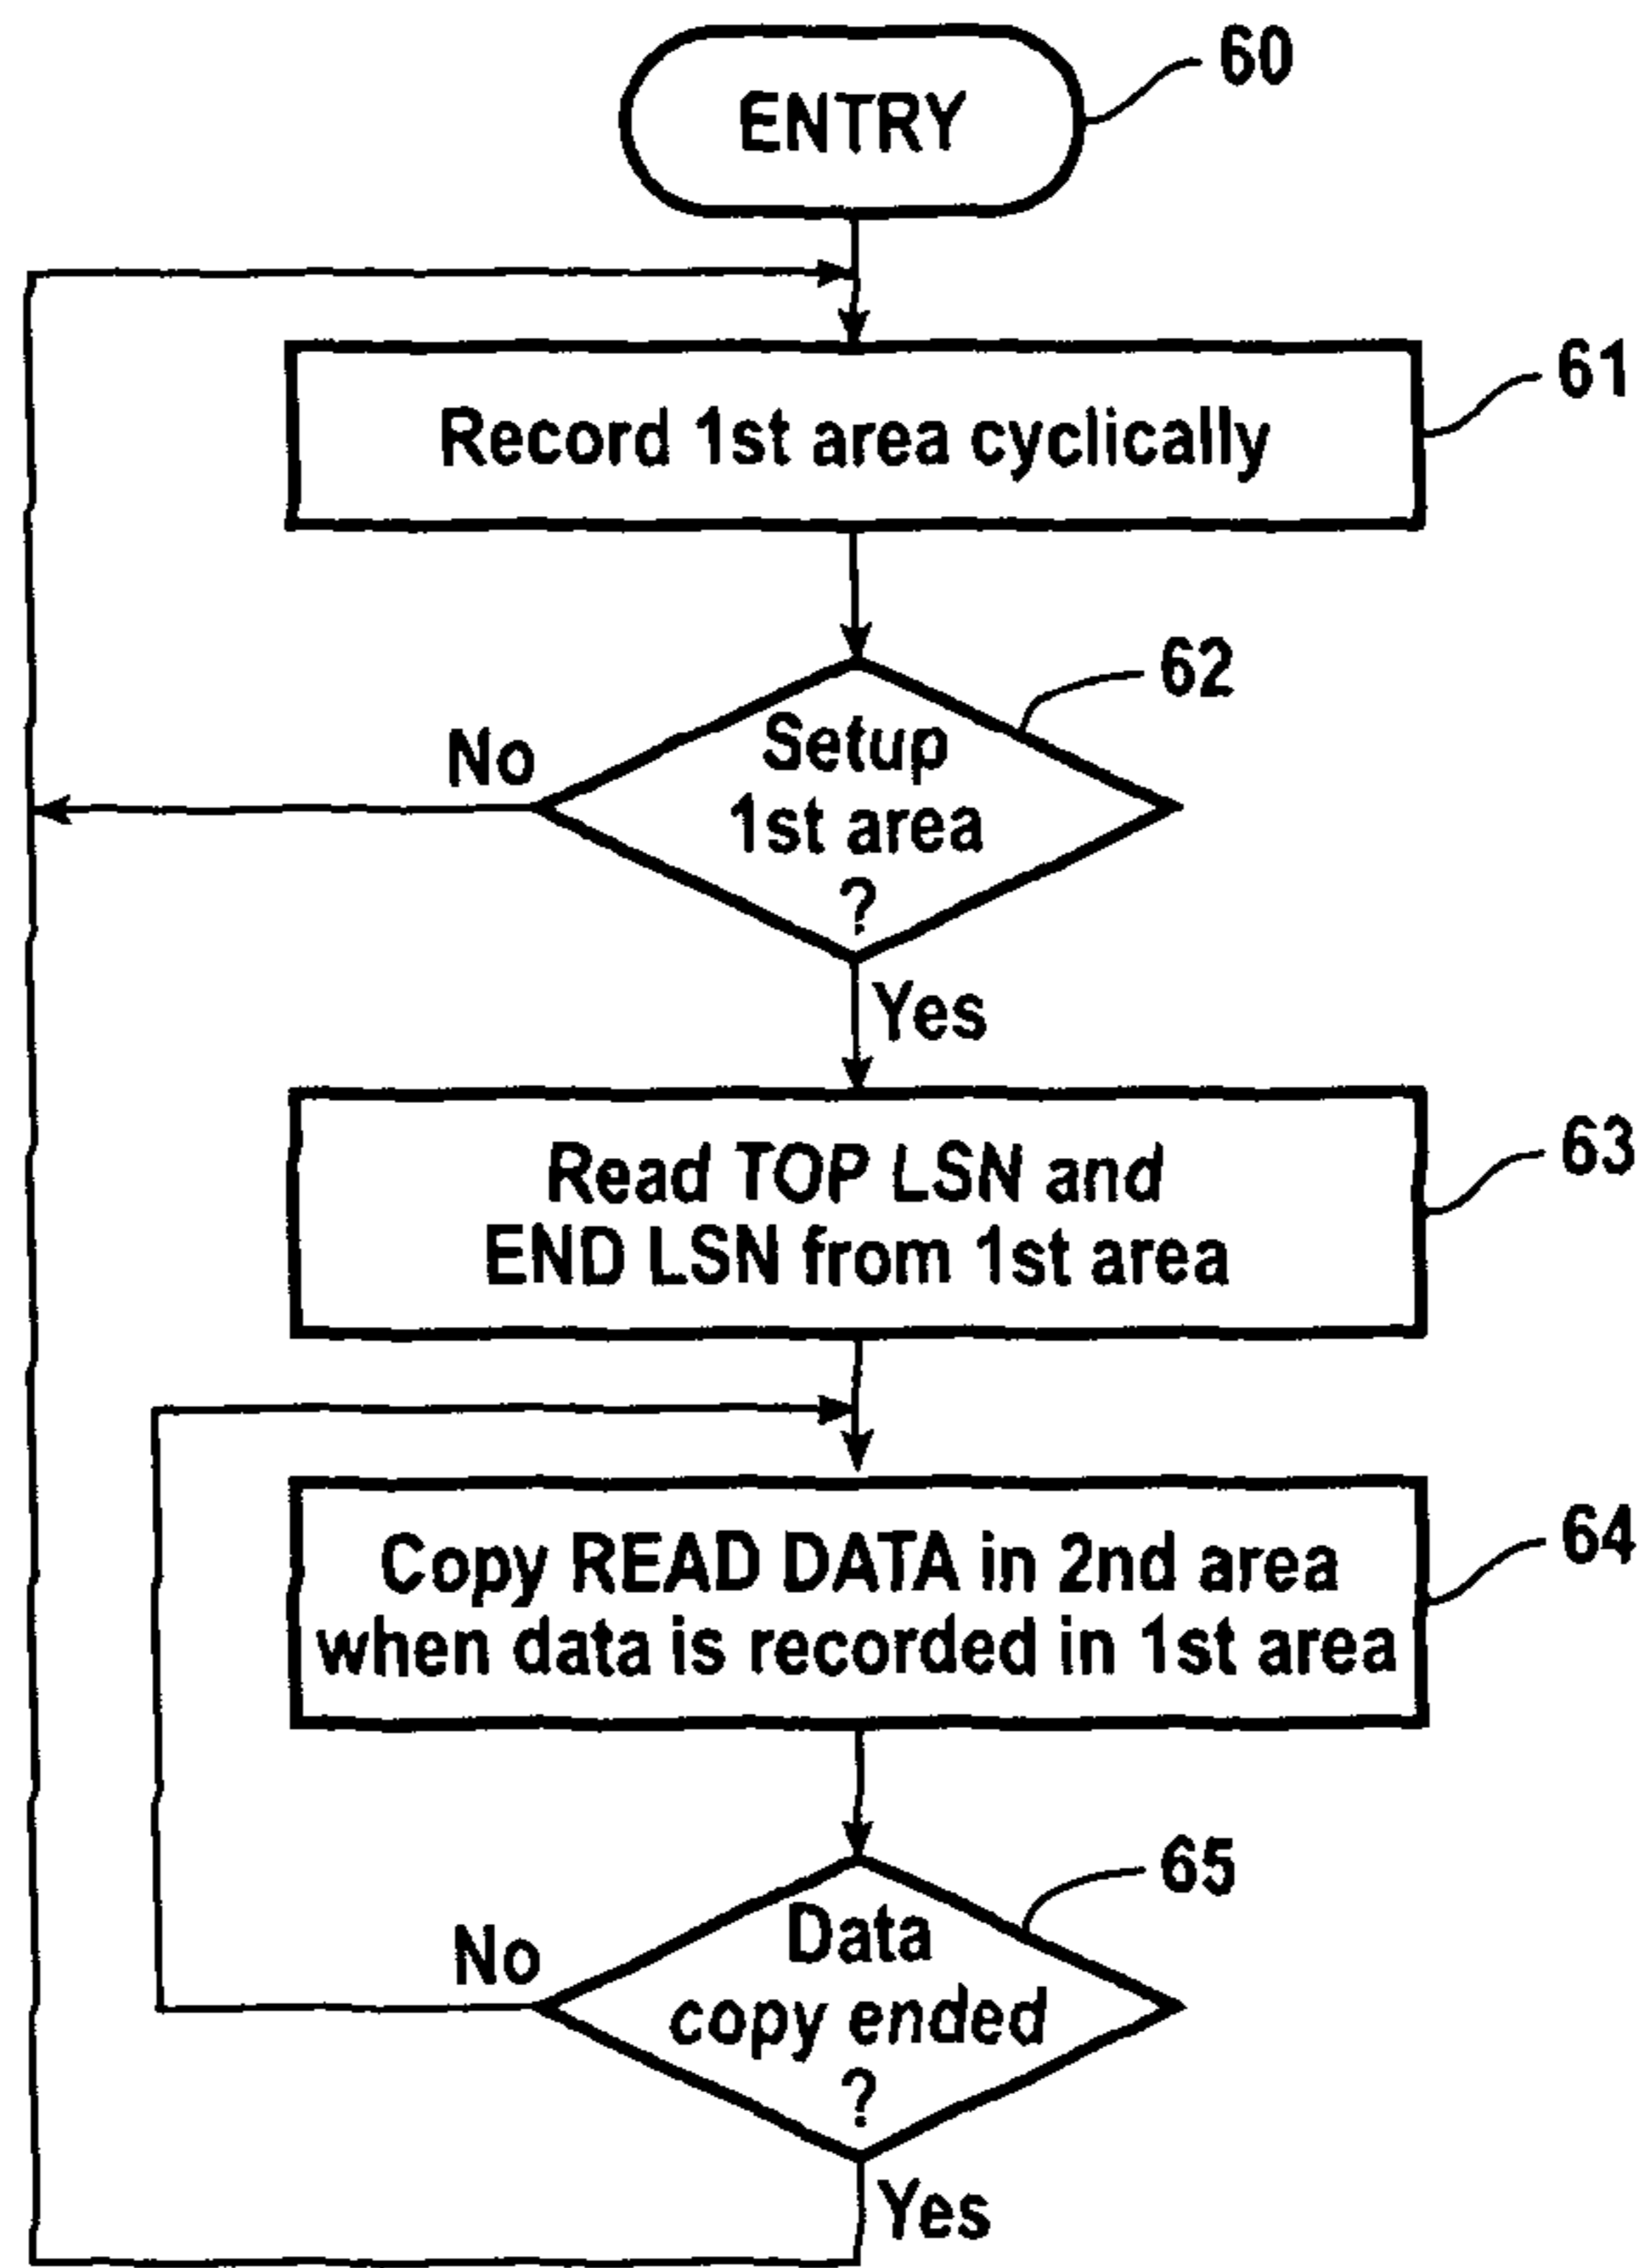 ENTRY
60
Record 1st area cyclically
61
62
Setup
1st area
?
No
Yes
Read TOP LSN and
END LSN from 1st area
63
Copy READ DATA in 2nd area
when data is recorded in 1st area
64
65
Data
copy ended
?
No
Yes